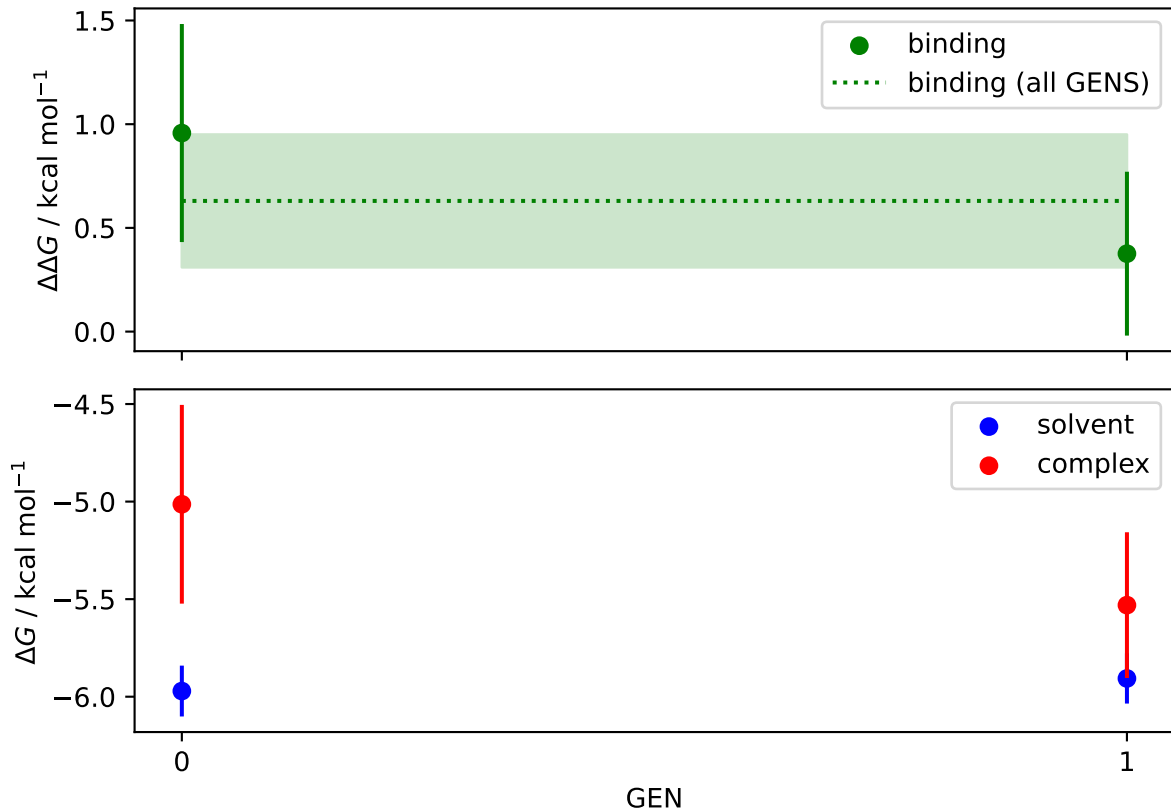 ΔΔG / kcal mol⁻¹
1.5
1.0
0.5
0.0
binding
binding (all GENS)
ΔG / kcal mol⁻¹
−4.5
−5.0
−5.5
−6.0
solvent
complex
0
1
GEN